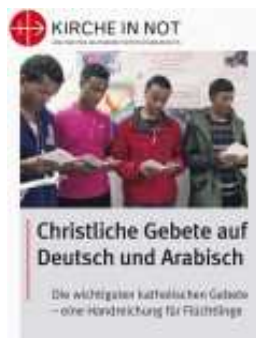 KIRCHE IN NOT
Christliche Gebete auf
Deutsch und Arabisch
Die wichtigsten katholischen Gebete
– eine Handreichung für Flüchtlinge